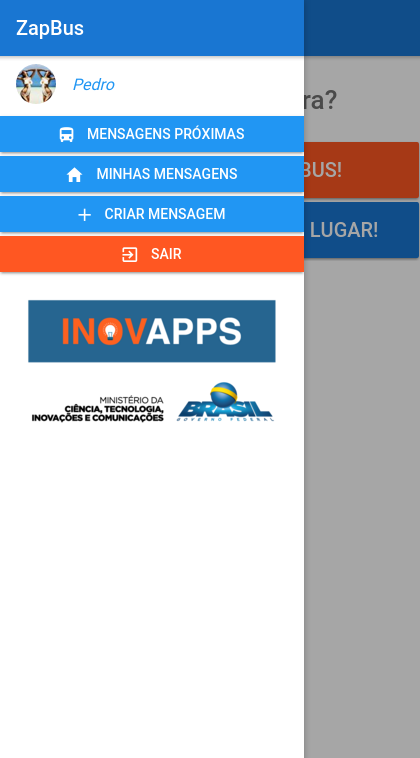 ZapBus
ra?
Pedro
MENSAGENS PRÓXIMAS
BUS!
MINHAS MENSAGENS
CRIAR MENSAGEM
LUGAR!
SAIR
INOVAPPS
MINISTÉRIO DA
CIÊNCIA, TECNOLOGIA,
INOVAÇÕES E COMUNICAÇÕES
BRASIL
GOVERNO FEDERAL